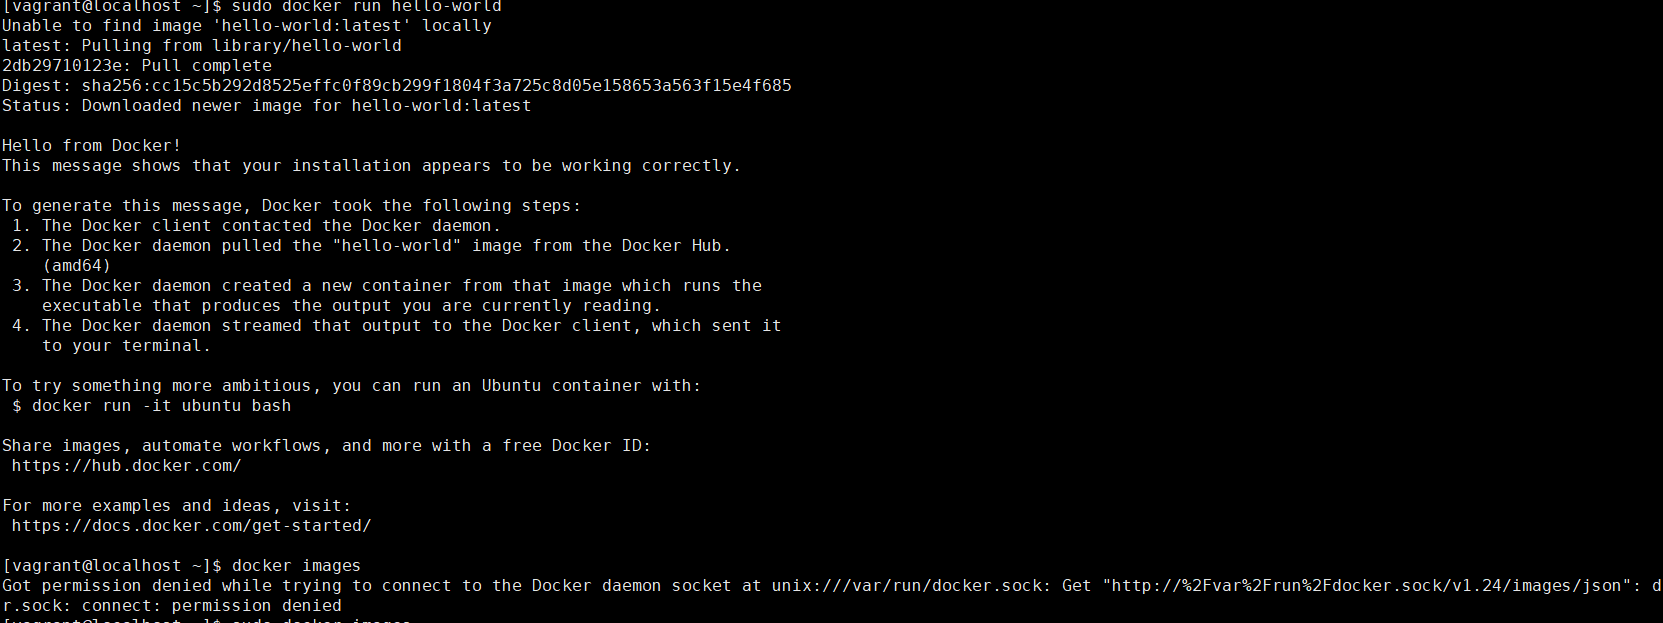 [vagrant@localhost ~]$ sudo docker run hello-world
Unable to find image 'hello-world:latest' locally
latest: Pulling from library/hello-world
2db29710123e: Pull complete
Digest: sha256:cc15c5b292d8525effc0f89cb299f1804f3a725c8d05e158653a563f15e4f685
Status: Downloaded newer image for hello-world:latest

Hello from Docker!
This message shows that your installation appears to be working correctly.

To generate this message, Docker took the following steps:
 1. The Docker client contacted the Docker daemon.
 2. The Docker daemon pulled the "hello-world" image from the Docker Hub.
    (amd64)
 3. The Docker daemon created a new container from that image which runs the
    executable that produces the output you are currently reading.
 4. The Docker daemon streamed that output to the Docker client, which sent it
    to your terminal.

To try something more ambitious, you can run an Ubuntu container with:
 $ docker run -it ubuntu bash

Share images, automate workflows, and more with a free Docker ID:
 https://hub.docker.com/

For more examples and ideas, visit:
 https://docs.docker.com/get-started/

[vagrant@localhost ~]$ docker images
Got permission denied while trying to connect to the Docker daemon socket at unix:///var/run/docker.sock: Get "http://%2Fvar%2Frun%2Fdocker.sock/v1.24/images/json": d
r.sock: connect: permission denied
[vagrant@localhost ~]$ sudo docker images